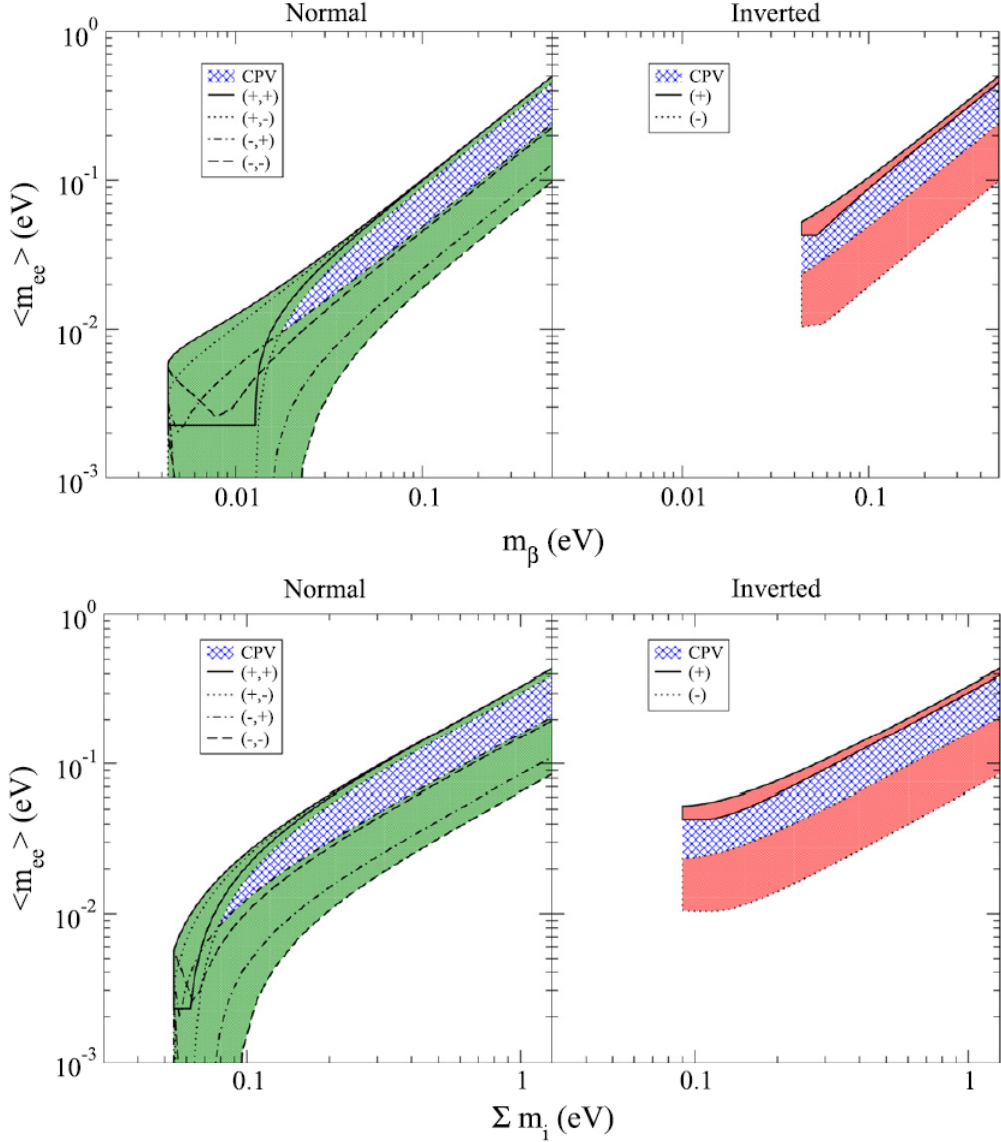 Normal
Inverted
10^0
10^-1
10^-2
10^-3
<m_ee> (eV)
CPV
(+,+)
(+,-)
(-,+)
(-,-)
CPV
(+)
(-)
0.01
0.1
0.01
0.1
m_β (eV)
Normal
Inverted
10^0
10^-1
10^-2
10^-3
<m_ee> (eV)
CPV
(+,+)
(+,-)
(-,+)
(-,-)
CPV
(+)
(-)
0.1
1
0.1
1
Σ m_i (eV)